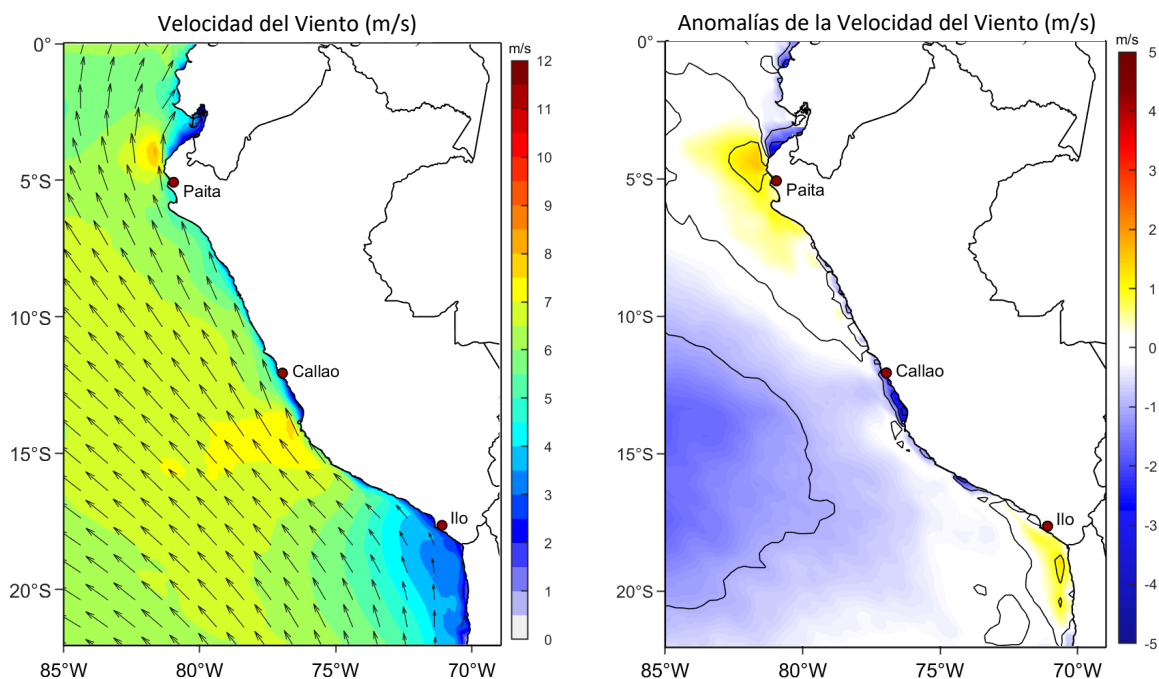 Velocidad del Viento (m/s)
0°
5°S
10°S
15°S
20°S
85°W
80°W
75°W
70°W
Paita
Callao
Ilo
m/s
12
11
10
9
8
7
6
5
4
3
2
1
0
Anomalías de la Velocidad del Viento (m/s)
0°
5°S
10°S
15°S
20°S
85°W
80°W
75°W
70°W
Paita
Callao
Ilo
m/s
5
4
3
2
1
0
-1
-2
-3
-4
-5